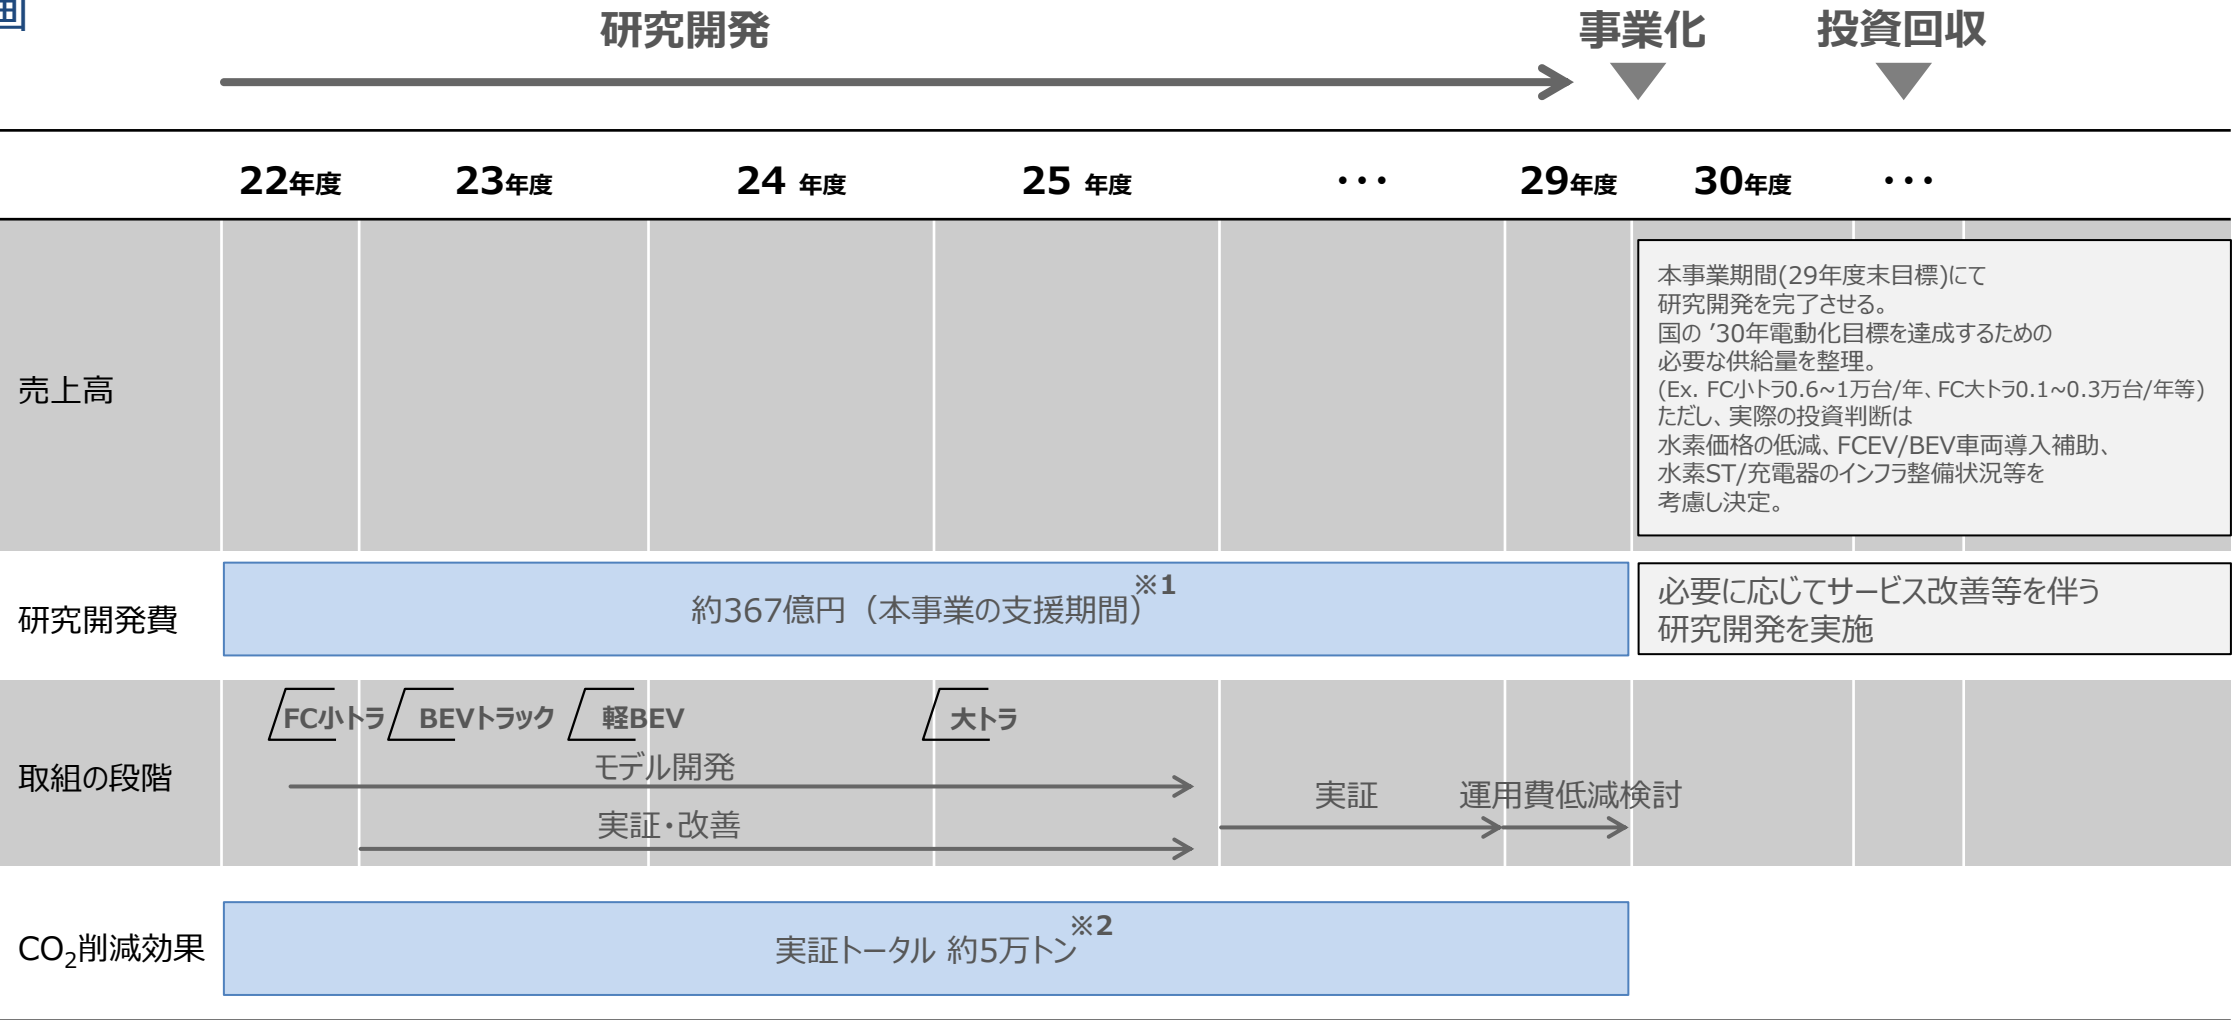 画
研究開発
事業化
投資回収
22年度 23年度 24 年度 25 年度 ・・・ 29年度 30年度 ・・・
売上高
本事業期間(29年度末目標)にて
研究開発を完了させる。
国の ’30年電動化目標を達成するための
必要な供給量を整理。
(Ex. FC小トラ0.6~1万台/年、FC大トラ0.1~0.3万台/年等)
ただし、実際の投資判断は
水素価格の低減、FCEV/BEV車両導入補助、
水素ST/充電器のインフラ整備状況等を
考慮し決定。
研究開発費
約367億円（本事業の支援期間）※1
必要に応じてサービス改善等を伴う
研究開発を実施
取組の段階
FC小トラ BEVトラック 軽BEV 大トラ
モデル開発
実証・改善
実証
運用費低減検討
CO2削減効果
実証トータル 約5万トン※2